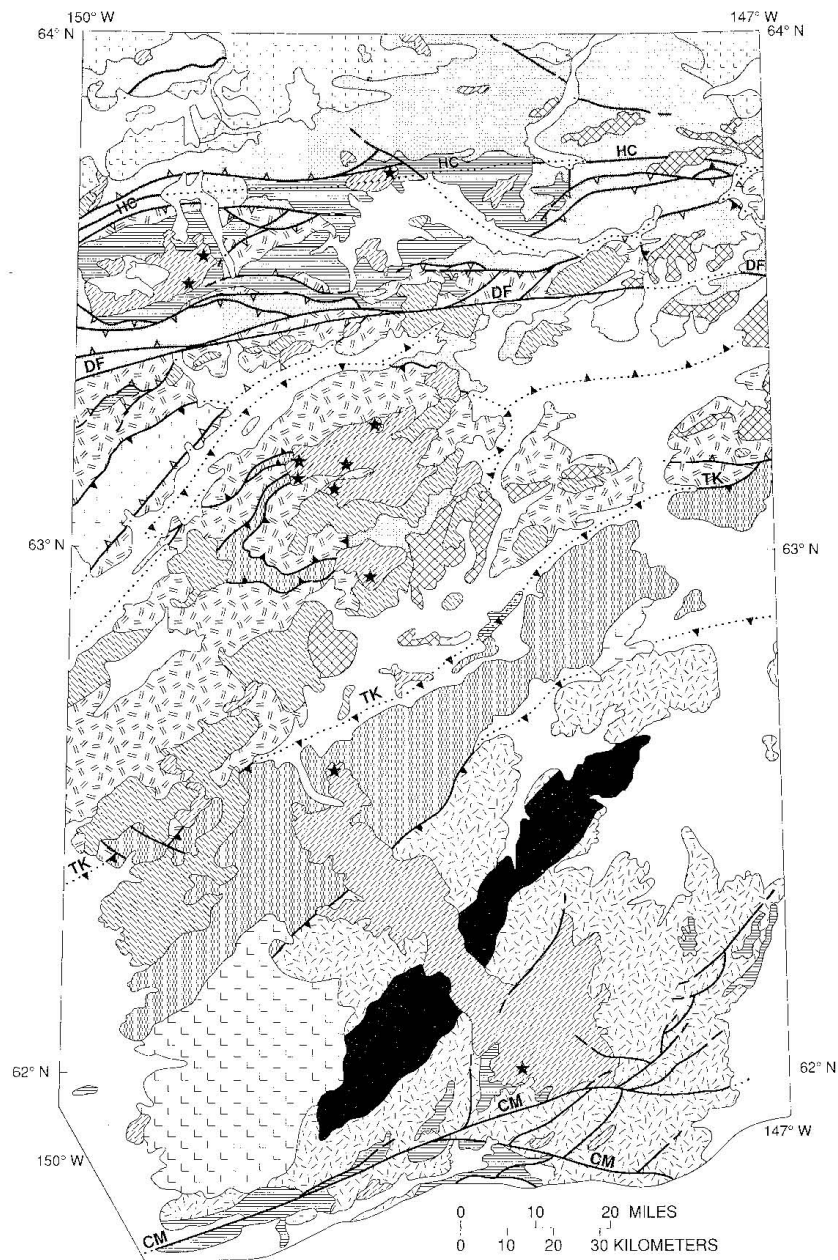 150° W
147° W
64° N
64° N
HC
HC
HC
DF
DF
DF
TK
63° N
63° N
TK
TK
62° N
62° N
CM
147° W
150° W
CM
CM
0 10 20 MILES
0 10 20 30 KILOMETERS